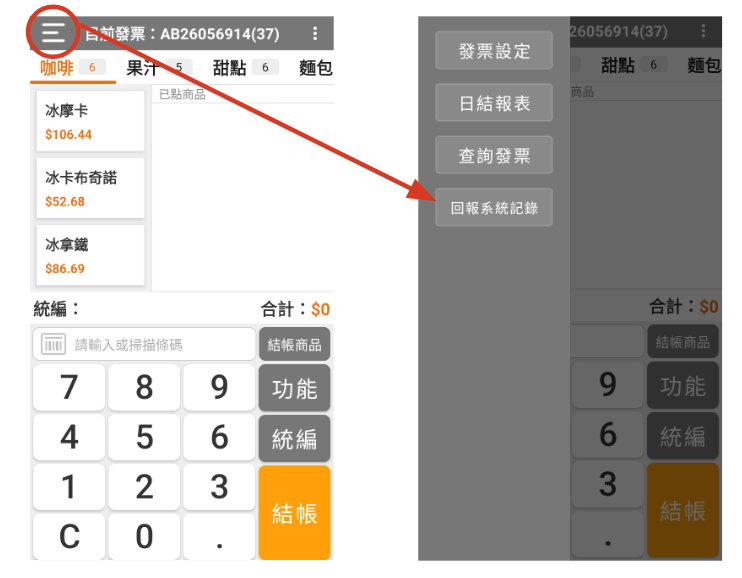 目前發票：AB26056914(37)
咖啡 6 果汁 5 甜點 6 麵包
已點商品
冰摩卡
$106.44
冰卡布奇諾
$52.68
冰拿鐵
$86.69
統編： 合計：$0
請輸入或掃描條碼 結帳商品
7 8 9 功能
4 5 6 統編
1 2 3 結帳
C 0 .
發票設定
日結報表
查詢發票
回報系統記錄
26056914(37)
甜點 6 麵包
商品
合計：$0
結帳商品
9 功能
6 統編
3 結帳
.